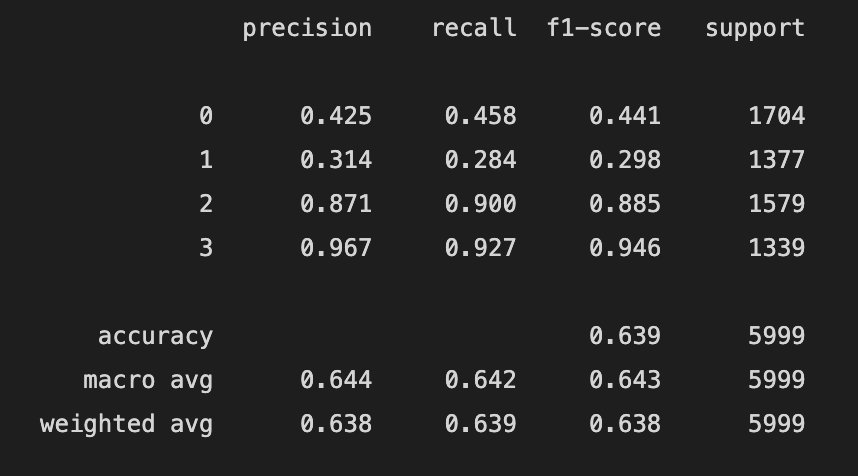 precision recall f1-score support
0 0.425 0.458 0.441 1704
1 0.314 0.284 0.298 1377
2 0.871 0.900 0.885 1579
3 0.967 0.927 0.946 1339
accuracy 0.639 5999
macro avg 0.644 0.642 0.643 5999
weighted avg 0.638 0.639 0.638 5999